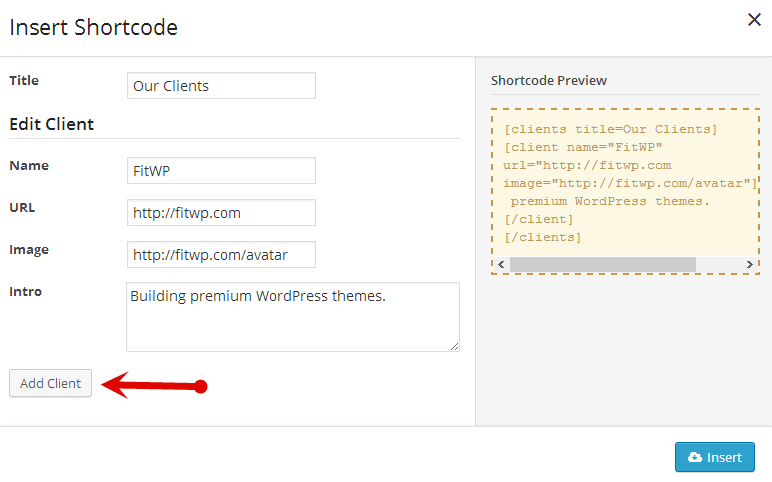 Insert Shortcode
Title
Our Clients
Edit Client
Name
FitWP
URL
http://fitwp.com
Image
http://fitwp.com/avatar
Intro
Building premium WordPress themes.
Add Client
Shortcode Preview
[clients title=Our Clients]
[client name="FitWP"
url="http://fitwp.com
image="http://fitwp.com/avatar"]
premium WordPress themes.
[/client]
[/clients]
Insert